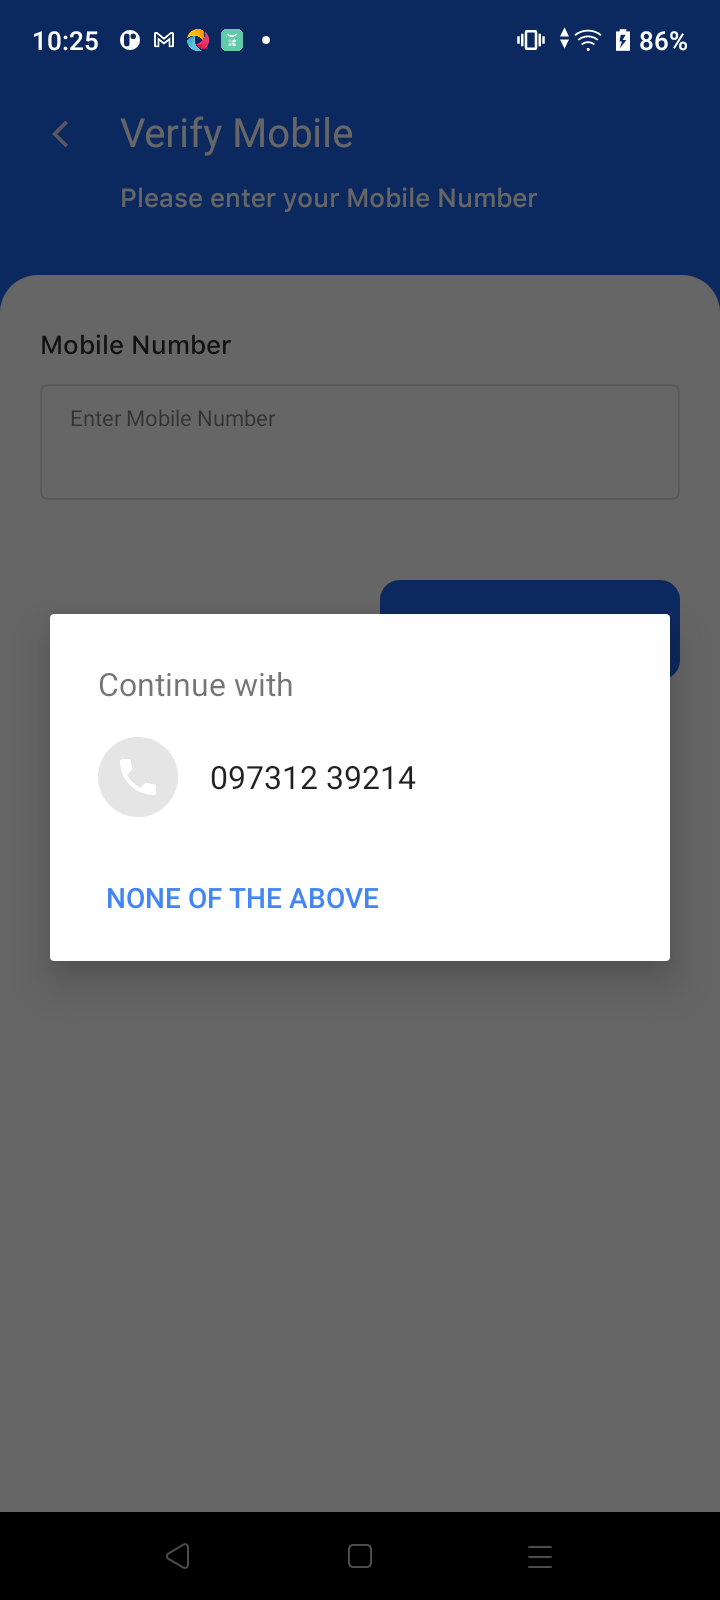 10:25
86%
Verify Mobile
Please enter your Mobile Number
Mobile Number
Enter Mobile Number
Continue with
097312 39214
NONE OF THE ABOVE